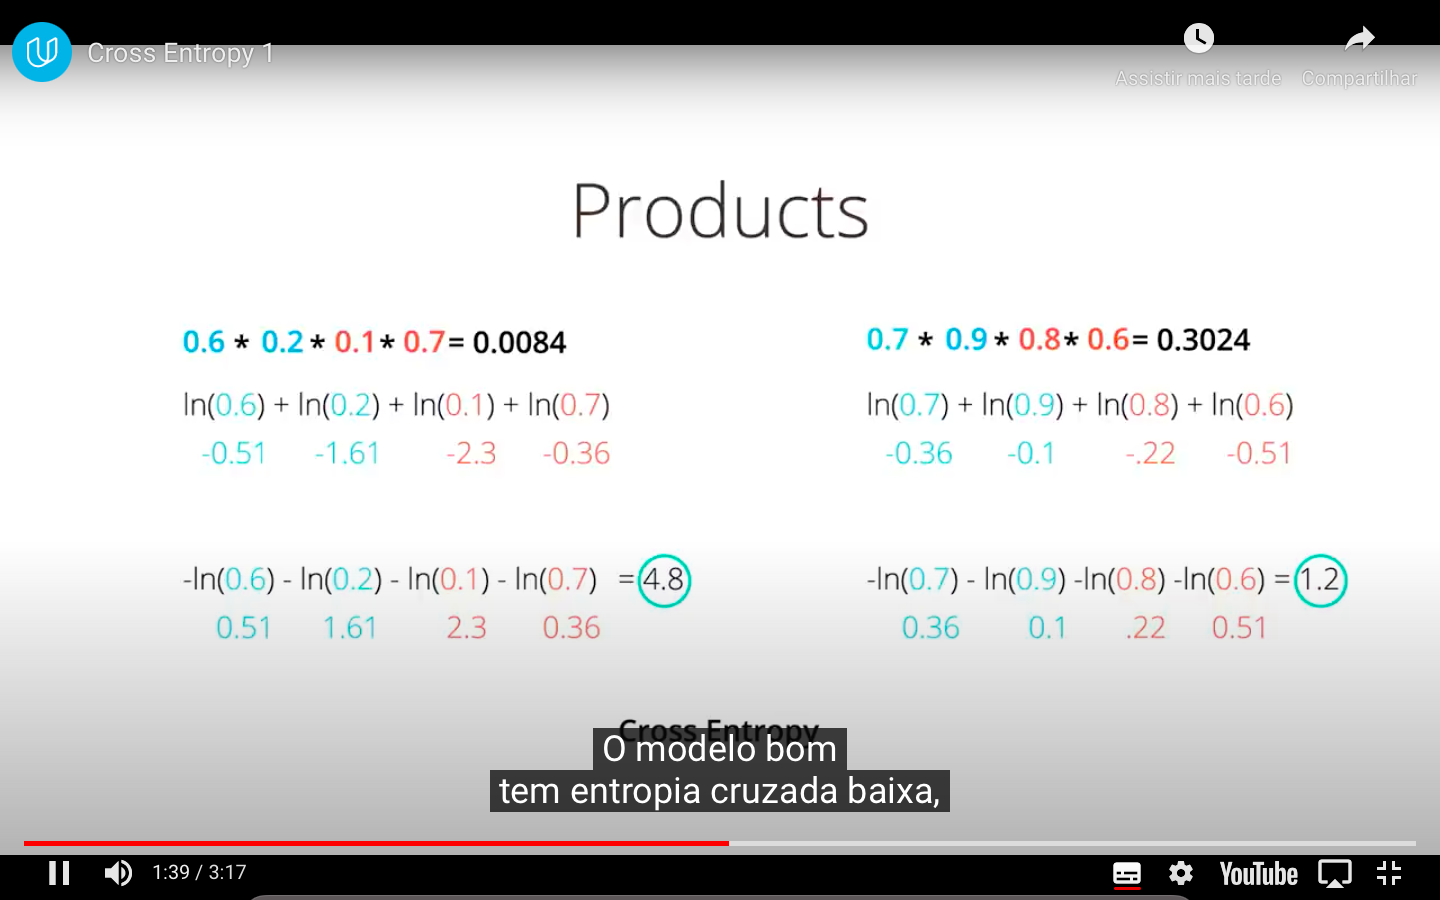 Cross Entropy 1
Assistir mais tarde
Compartilhar
Products
0.6 * 0.2 * 0.1 * 0.7 = 0.0084
ln(0.6) + ln(0.2) + ln(0.1) + ln(0.7)
-0.51 -1.61 -2.3 -0.36
-ln(0.6) - ln(0.2) - ln(0.1) - ln(0.7) = 4.8
0.51 1.61 2.3 0.36
0.7 * 0.9 * 0.8 * 0.6 = 0.3024
ln(0.7) + ln(0.9) + ln(0.8) + ln(0.6)
-0.36 -0.1 -.22 -0.51
-ln(0.7) - ln(0.9) -ln(0.8) -ln(0.6) = 1.2
0.36 0.1 .22 0.51
Cross Entropy
O modelo bom
tem entropia cruzada baixa,
1:39 / 3:17
YouTube